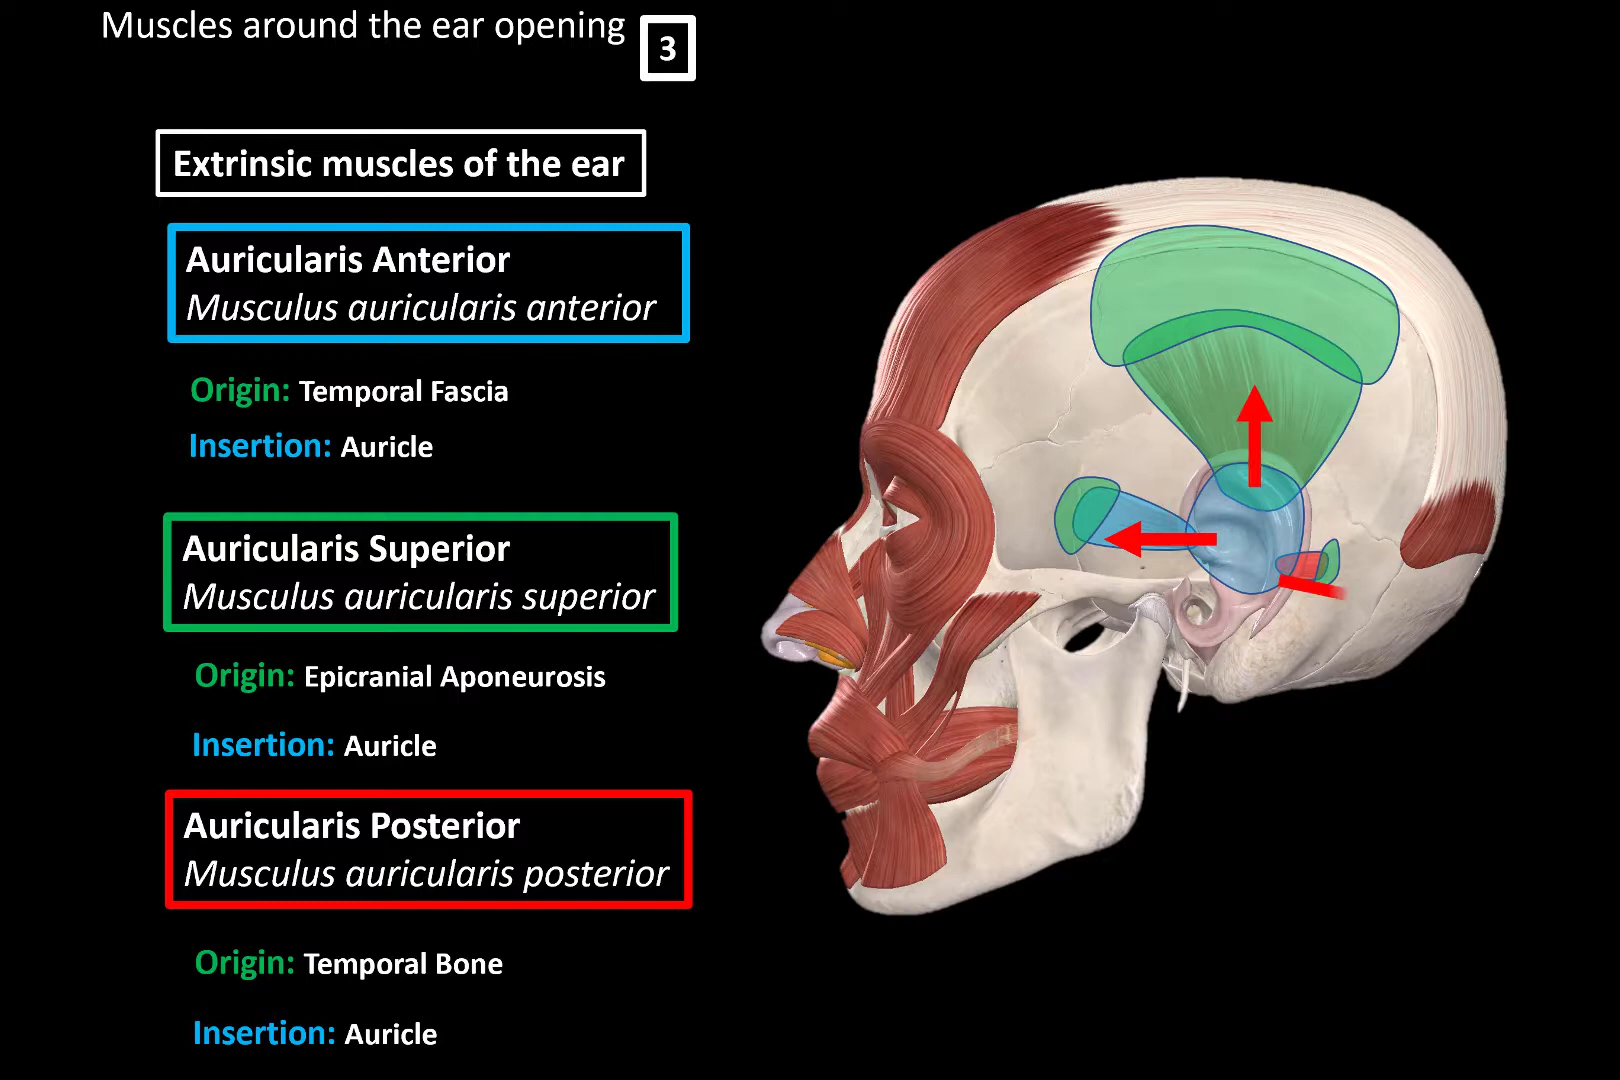 Muscles around the ear opening
3
Extrinsic muscles of the ear
Auricularis Anterior
Musculus auricularis anterior
Origin: Temporal Fascia
Insertion: Auricle
Auricularis Superior
Musculus auricularis superior
Origin: Epicranial Aponeurosis
Insertion: Auricle
Auricularis Posterior
Musculus auricularis posterior
Origin: Temporal Bone
Insertion: Auricle